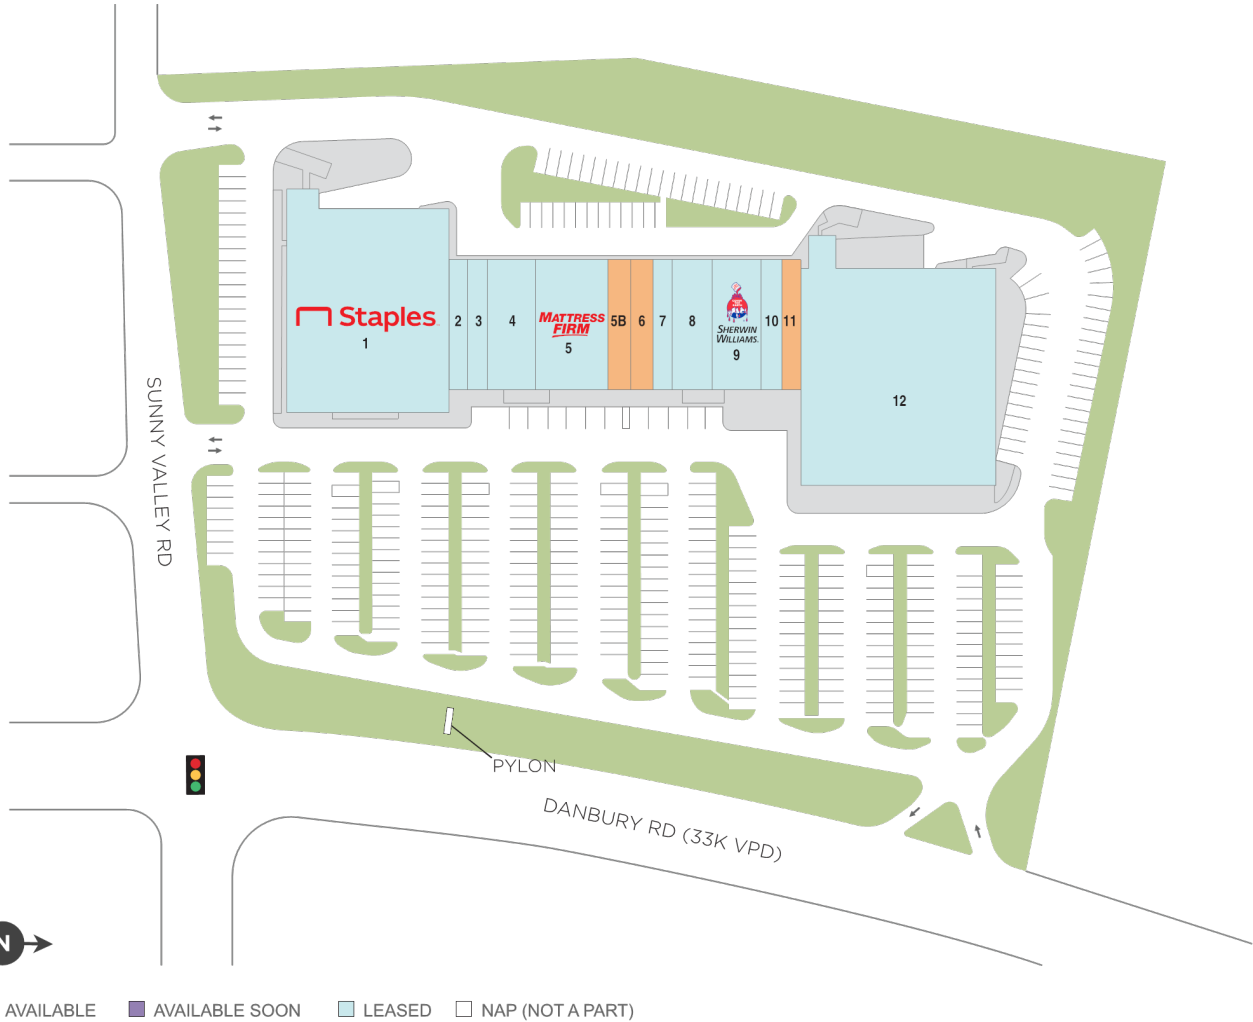 Staples
1
2
3
4
MATTRESS
FIRM
5
5B
6
7
8
SHERWIN
WILLIAMS.
9
10
11
12
SUNNY VALLEY RD
PYLON
DANBURY RD (33K VPD)
N
AVAILABLE
AVAILABLE SOON
LEASED
NAP (NOT A PART)